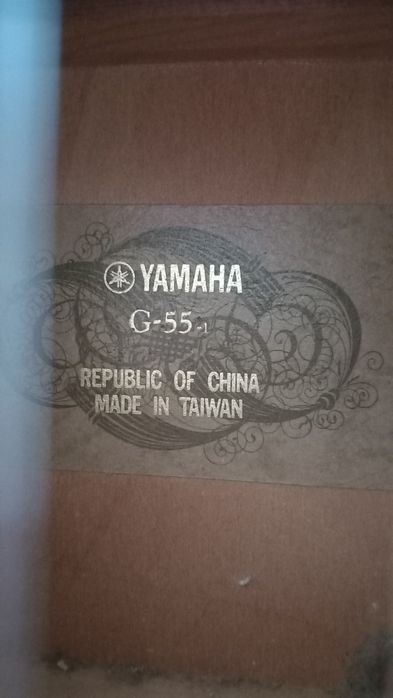 YAMAHA
G-55-1
REPUBLIC OF CHINA
MADE IN TAIWAN